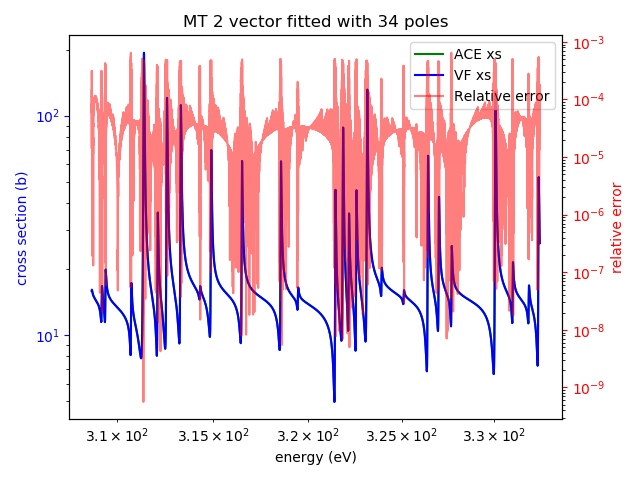 MT 2 vector fitted with 34 poles
ACE xs
VF xs
Relative error
10²
10¹
cross section (b)
10⁻³
10⁻⁴
10⁻⁵
10⁻⁶
10⁻⁷
10⁻⁸
10⁻⁹
relative error
3.1 × 10²
3.15 × 10²
3.2 × 10²
3.25 × 10²
3.3 × 10²
energy (eV)